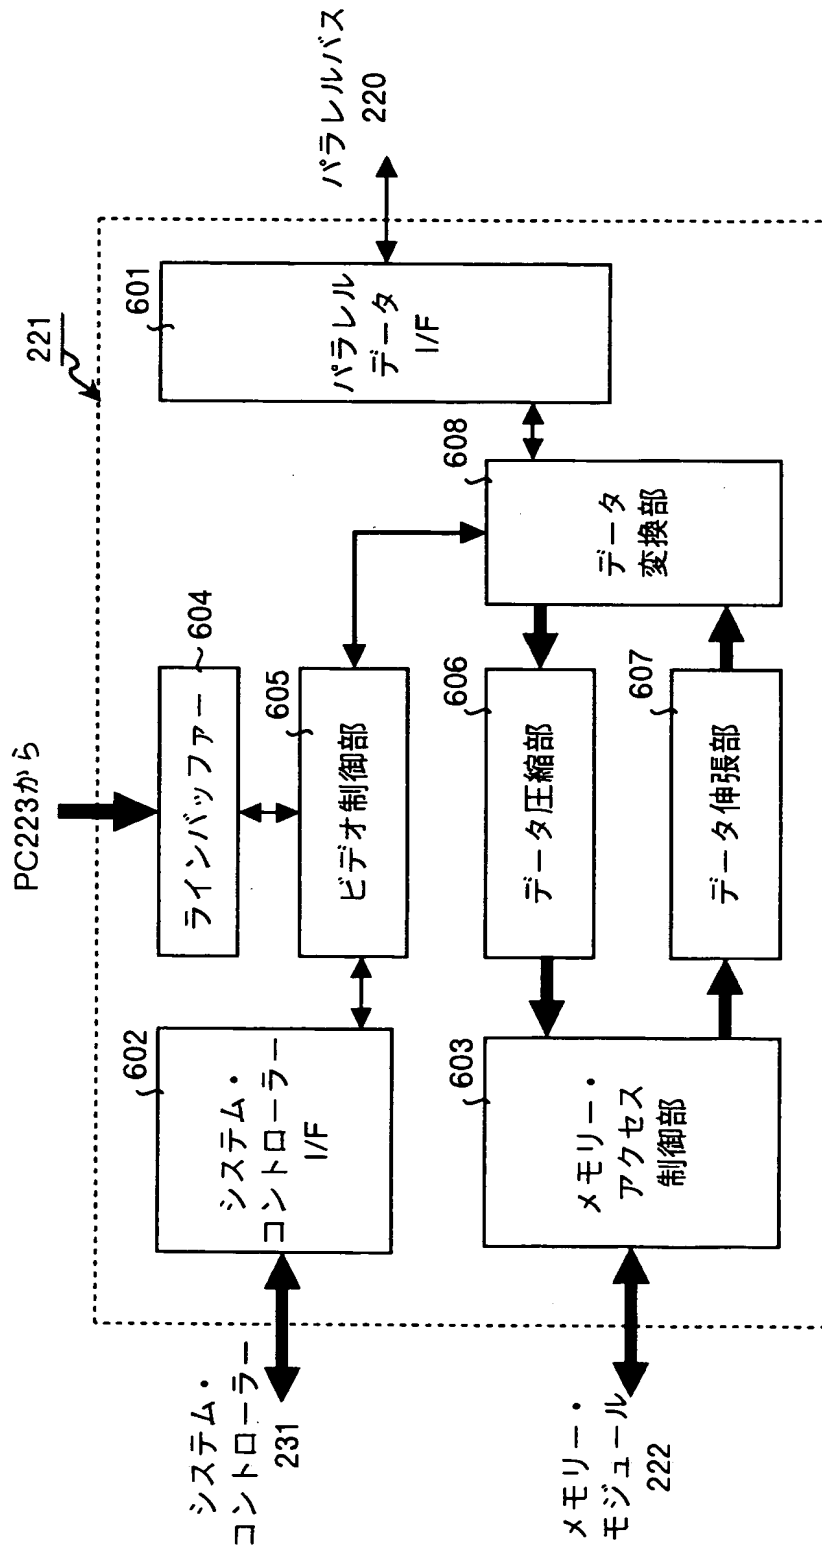 221
PC223から
ラインバッファー
604
601
パラレル
データ
I/F
パラレルバス
220
602
システム・
コントローラー
I/F
システム・
コントローラー
231
605
ビデオ制御部
608
データ
変換部
606
データ圧縮部
603
メモリー・
アクセス
制御部
メモリー・
モジュール
222
607
データ伸張部